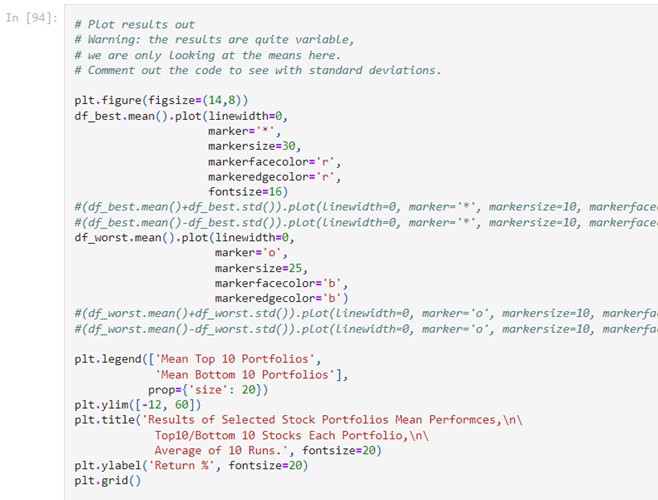 In [94]:
# Plot results out
# Warning: the results are quite variable,
# we are only looking at the means here.
# Comment out the code to see with standard deviations.
plt.figure(figsize=(14,8))
df_best.mean().plot(linewidth=0,
marker='*',
markersize=30,
markerfacecolor='r',
markeredgecolor='r',
fontsize=16)
#(df_best.mean()+df_best.std()).plot(linewidth=0, marker='*', markersize=10, markerface
#(df_best.mean()-df_best.std()).plot(linewidth=0, marker='*', markersize=10, markerface
df_worst.mean().plot(linewidth=0,
marker='o',
markersize=25,
markerfacecolor='b',
markeredgecolor='b')
#(df_worst.mean()+df_worst.std()).plot(linewidth=0, marker='o', markersize=10, markerfa
#(df_worst.mean()-df_worst.std()).plot(linewidth=0, marker='o', markersize=10, markerfa
plt.legend(['Mean Top 10 Portfolios',
'Mean Bottom 10 Portfolios'],
prop={'size': 20})
plt.ylim([-12, 60])
plt.title('Results of Selected Stock Portfolios Mean Performces,\n\
Top10/Bottom 10 Stocks Each Portfolio,\n\
Average of 10 Runs.', fontsize=20)
plt.ylabel('Return %', fontsize=20)
plt.grid()